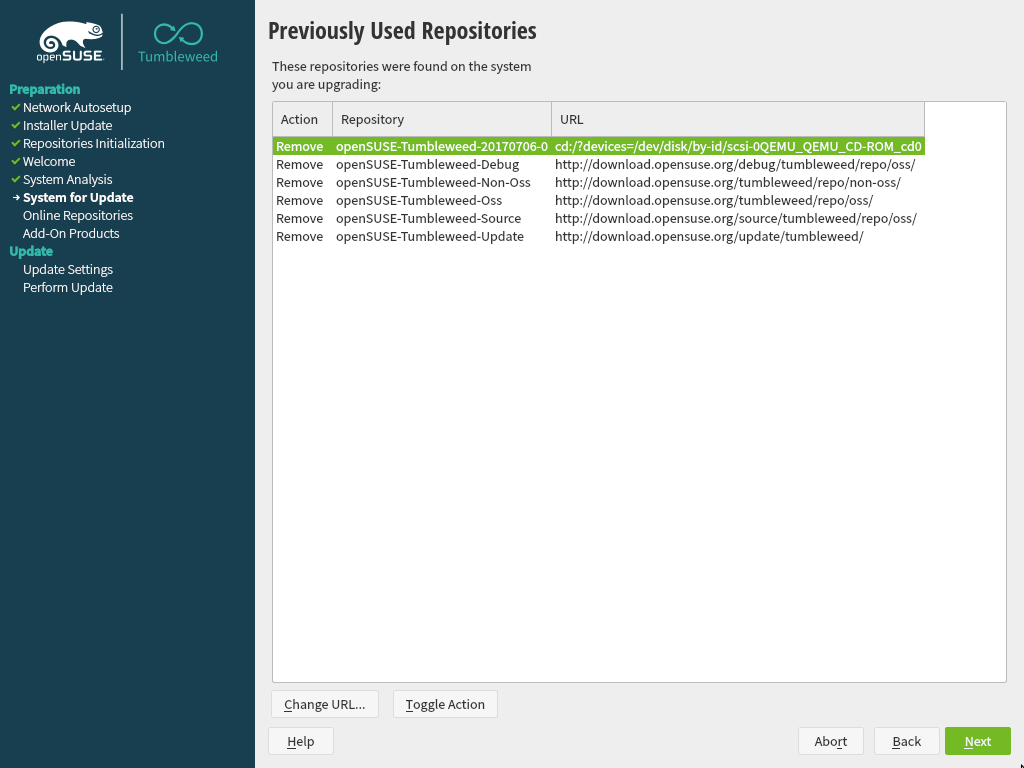 openSUSE
Tumbleweed
Preparation
Network Autosetup
Installer Update
Repositories Initialization
Welcome
System Analysis
System for Update
Online Repositories
Add-On Products
Update
Update Settings
Perform Update
Previously Used Repositories
These repositories were found on the system
you are upgrading:
Action Repository URL
Remove openSUSE-Tumbleweed-20170706-0 cd:/?devices=/dev/disk/by-id/scsi-0QEMU_QEMU_CD-ROM_cd0
Remove openSUSE-Tumbleweed-Debug http://download.opensuse.org/debug/tumbleweed/repo/oss/
Remove openSUSE-Tumbleweed-Non-Oss http://download.opensuse.org/tumbleweed/repo/non-oss/
Remove openSUSE-Tumbleweed-Oss http://download.opensuse.org/tumbleweed/repo/oss/
Remove openSUSE-Tumbleweed-Source http://download.opensuse.org/source/tumbleweed/repo/oss/
Remove openSUSE-Tumbleweed-Update http://download.opensuse.org/update/tumbleweed/
Change URL... Toggle Action
Help Abort Back Next